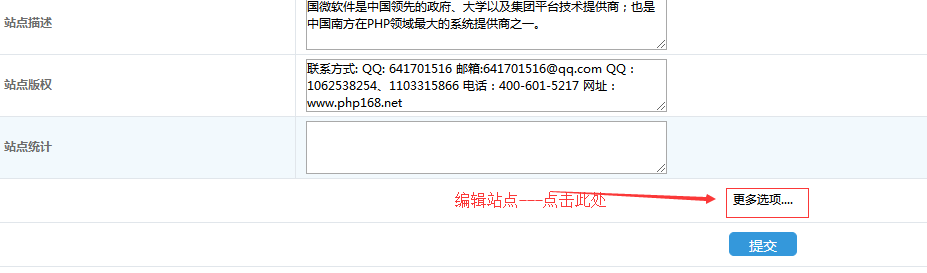 国微软件是中国领先的政府、大学以及集团平台技术提供商；也是
站点描述
中国南方在PHP领域最大的系统提供商之一。
联系方式: QQ: 641701516 邮箱:641701516@qq.com QQ：
站点版权
1062538254、1103315866 电话：400-601-5217 网址：
www.php168.net
站点统计
编辑站点---点击此处
更多选项....
提交